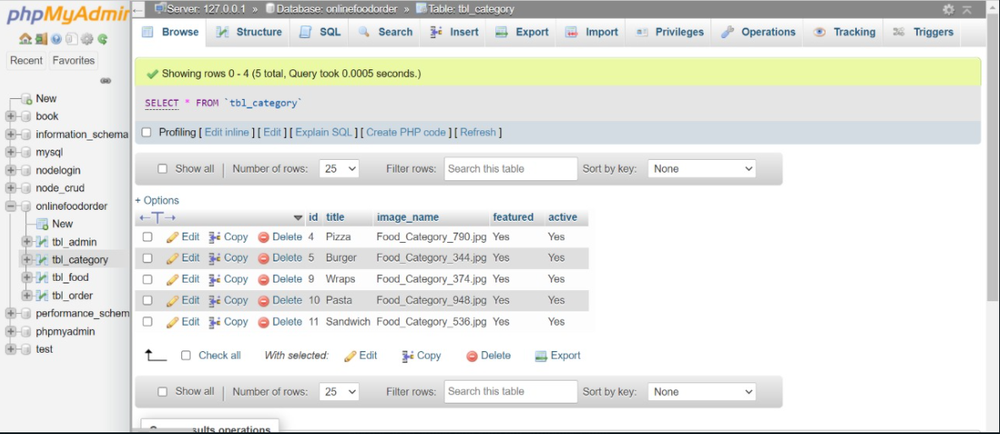 phpMyAdmin
Server: 127.0.0.1 » Database: onlinefoodorder » Table: tbl_category
Browse Structure SQL Search Insert Export Import Privileges Operations Tracking Triggers
Recent Favorites
New
book
information_schema
mysql
nodelogin
node_crud
onlinefoodorder
New
tbl_admin
tbl_category
tbl_food
tbl_order
performance_schem
phpmyadmin
test
Showing rows 0 - 4 (5 total, Query took 0.0005 seconds.)
SELECT * FROM `tbl_category`
Profiling [ Edit inline ] [ Edit ] [ Explain SQL ] [ Create PHP code ] [ Refresh ]
Show all | Number of rows: 25 Filter rows: Search this table Sort by key: None
+ Options
←T→ id title image_name featured active
Edit Copy Delete 4 Pizza Food_Category_790.jpg Yes Yes
Edit Copy Delete 5 Burger Food_Category_344.jpg Yes Yes
Edit Copy Delete 9 Wraps Food_Category_374.jpg Yes Yes
Edit Copy Delete 10 Pasta Food_Category_948.jpg Yes Yes
Edit Copy Delete 11 Sandwich Food_Category_536.jpg Yes Yes
Check all With selected: Edit Copy Delete Export
Show all | Number of rows: 25 Filter rows: Search this table Sort by key: None
operations